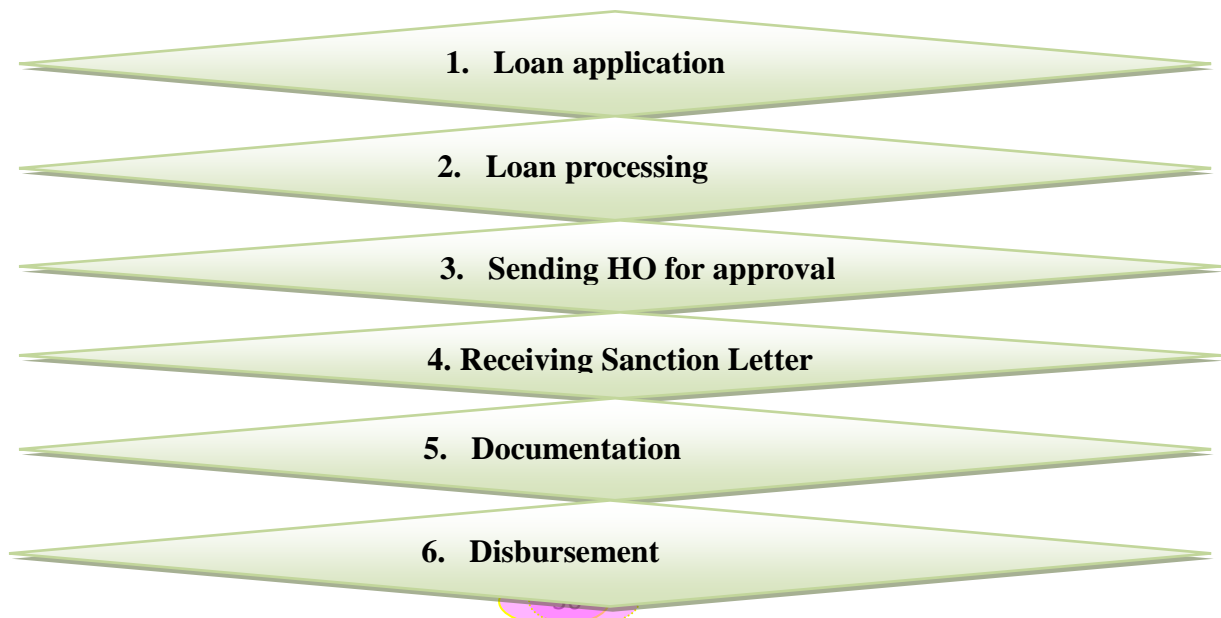 1. Loan application
2. Loan processing
3. Sending HO for approval
4. Receiving Sanction Letter
5. Documentation
6. Disbursement